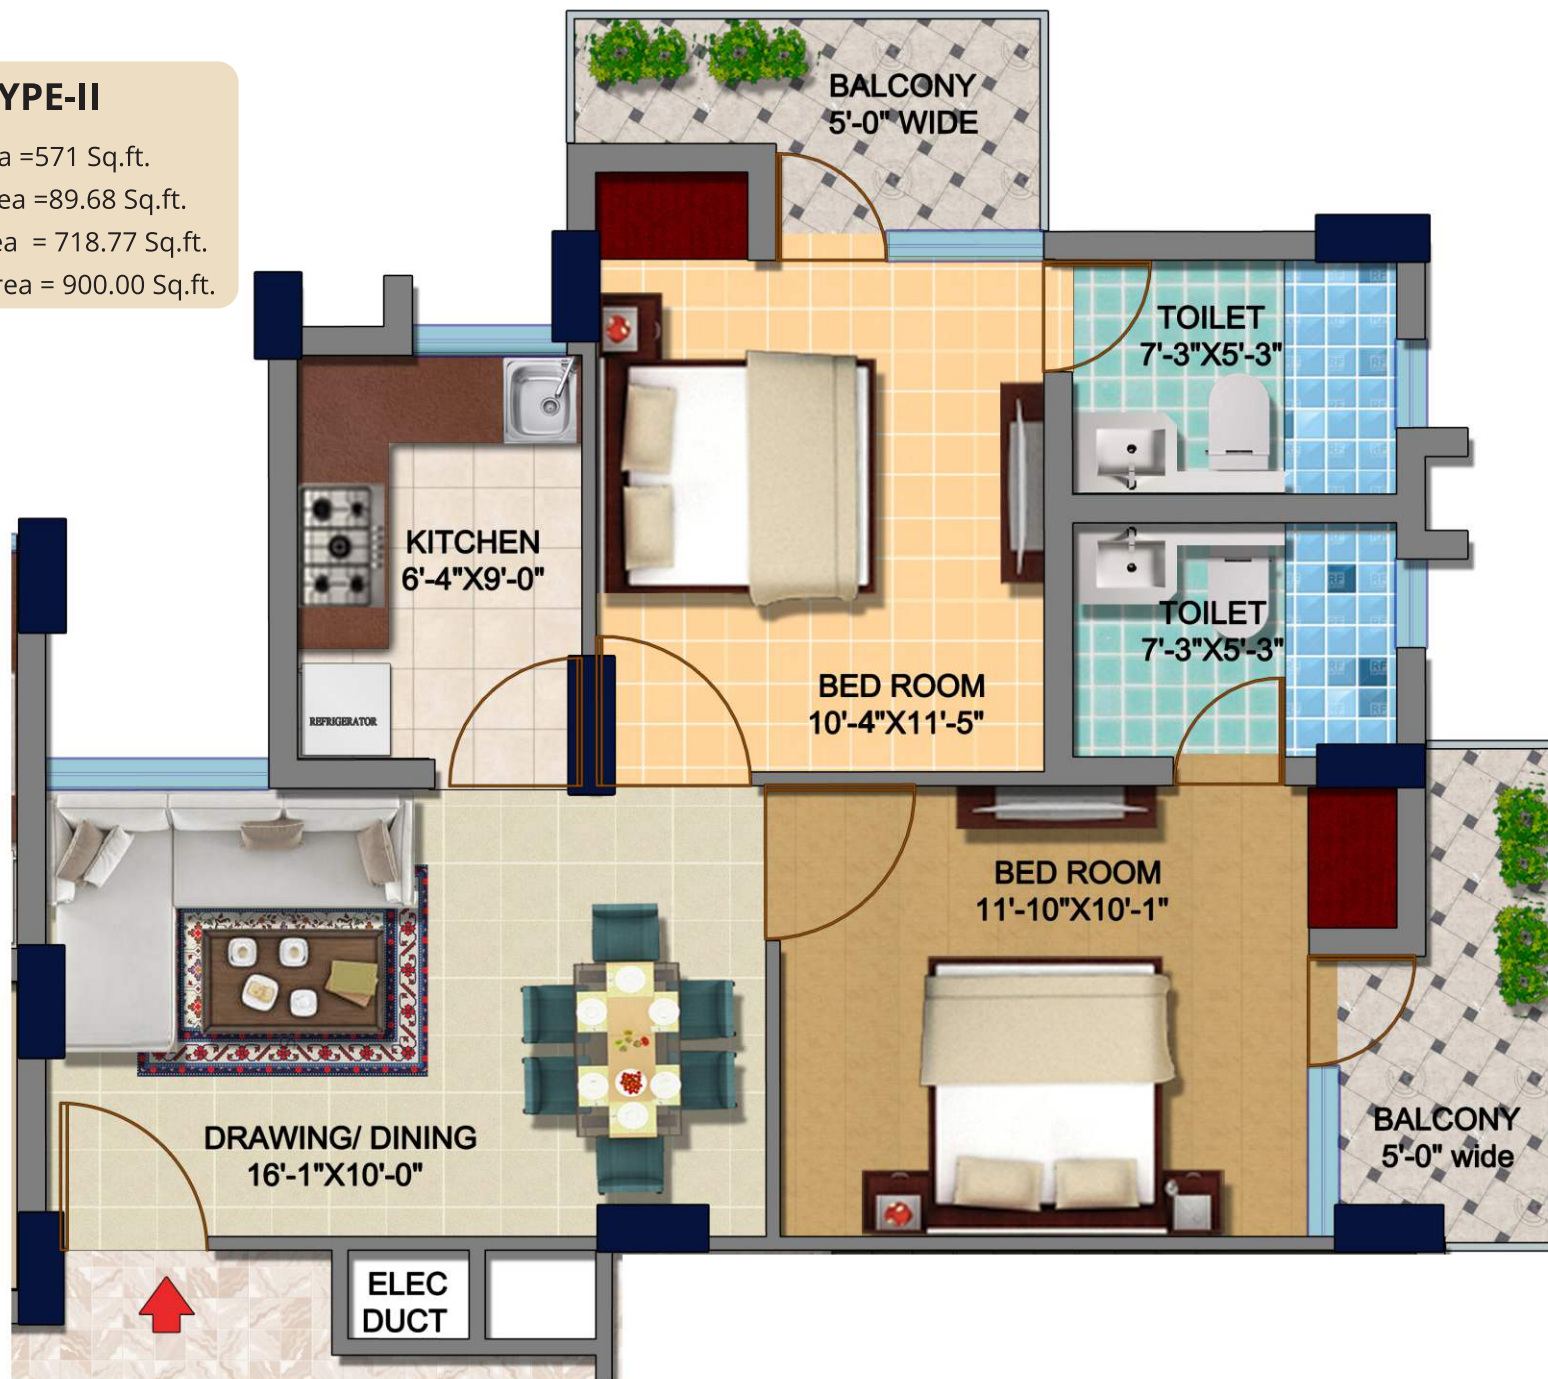 YPE-II
a =571 Sq.ft.
ea =89.68 Sq.ft.
ea = 718.77 Sq.ft.
rea = 900.00 Sq.ft.
BALCONY
5'-0" WIDE
TOILET
7'-3"X5'-3"
KITCHEN
6'-4"X9'-0"
TOILET
7'-3"X5'-3"
BED ROOM
10'-4"X11'-5"
REFRIGERATOR
BED ROOM
11'-10"X10'-1"
DRAWING/ DINING
16'-1"X10'-0"
BALCONY
5'-0" wide
ELEC
DUCT